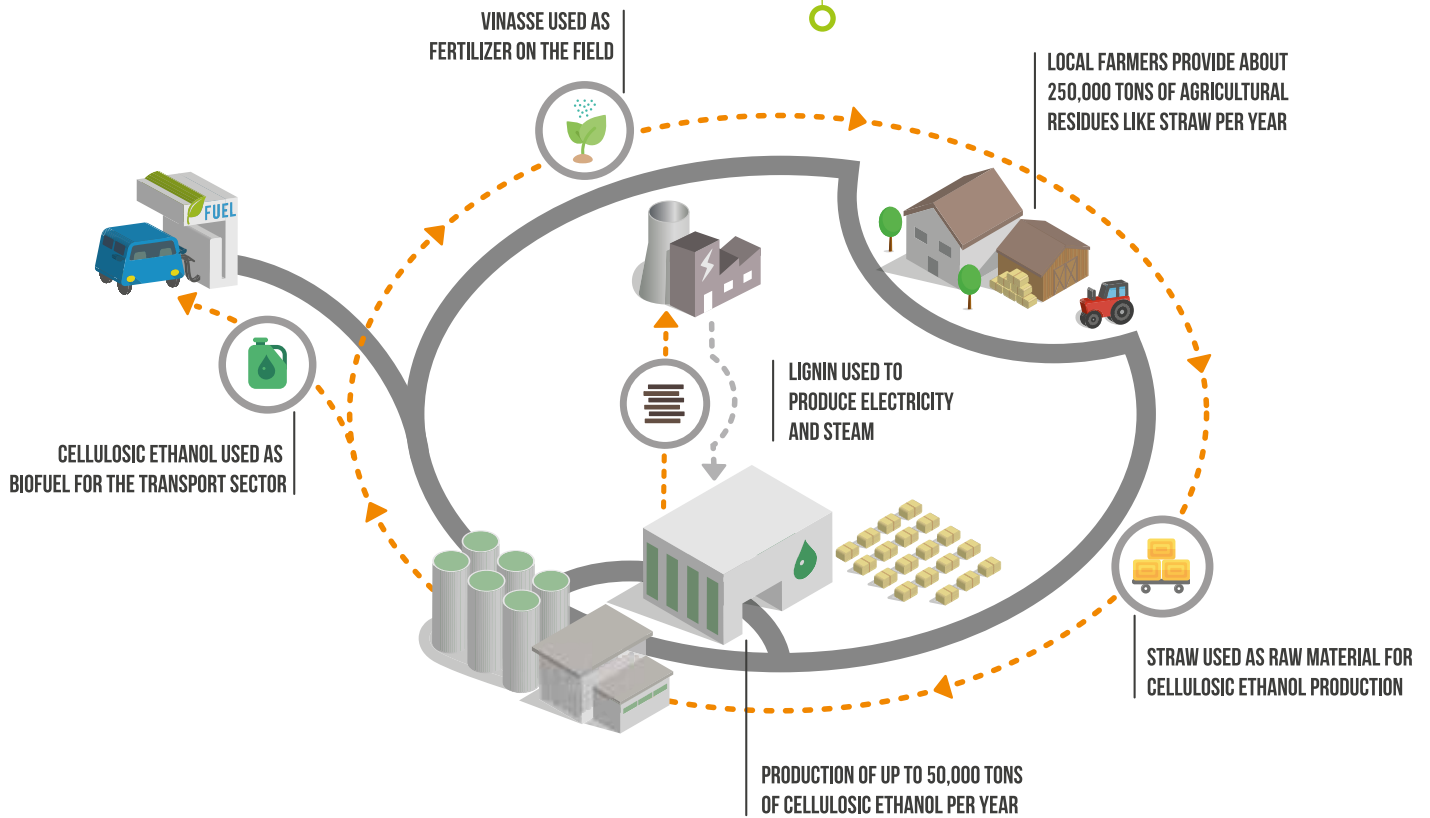 VINASSE USED AS
FERTILIZER ON THE FIELD
LOCAL FARMERS PROVIDE ABOUT
250,000 TONS OF AGRICULTURAL
RESIDUES LIKE STRAW PER YEAR
FUEL
LIGNIN USED TO
PRODUCE ELECTRICITY
AND STEAM
CELLULOSIC ETHANOL USED AS
BIOFUEL FOR THE TRANSPORT SECTOR
STRAW USED AS RAW MATERIAL FOR
CELLULOSIC ETHANOL PRODUCTION
PRODUCTION OF UP TO 50,000 TONS
OF CELLULOSIC ETHANOL PER YEAR